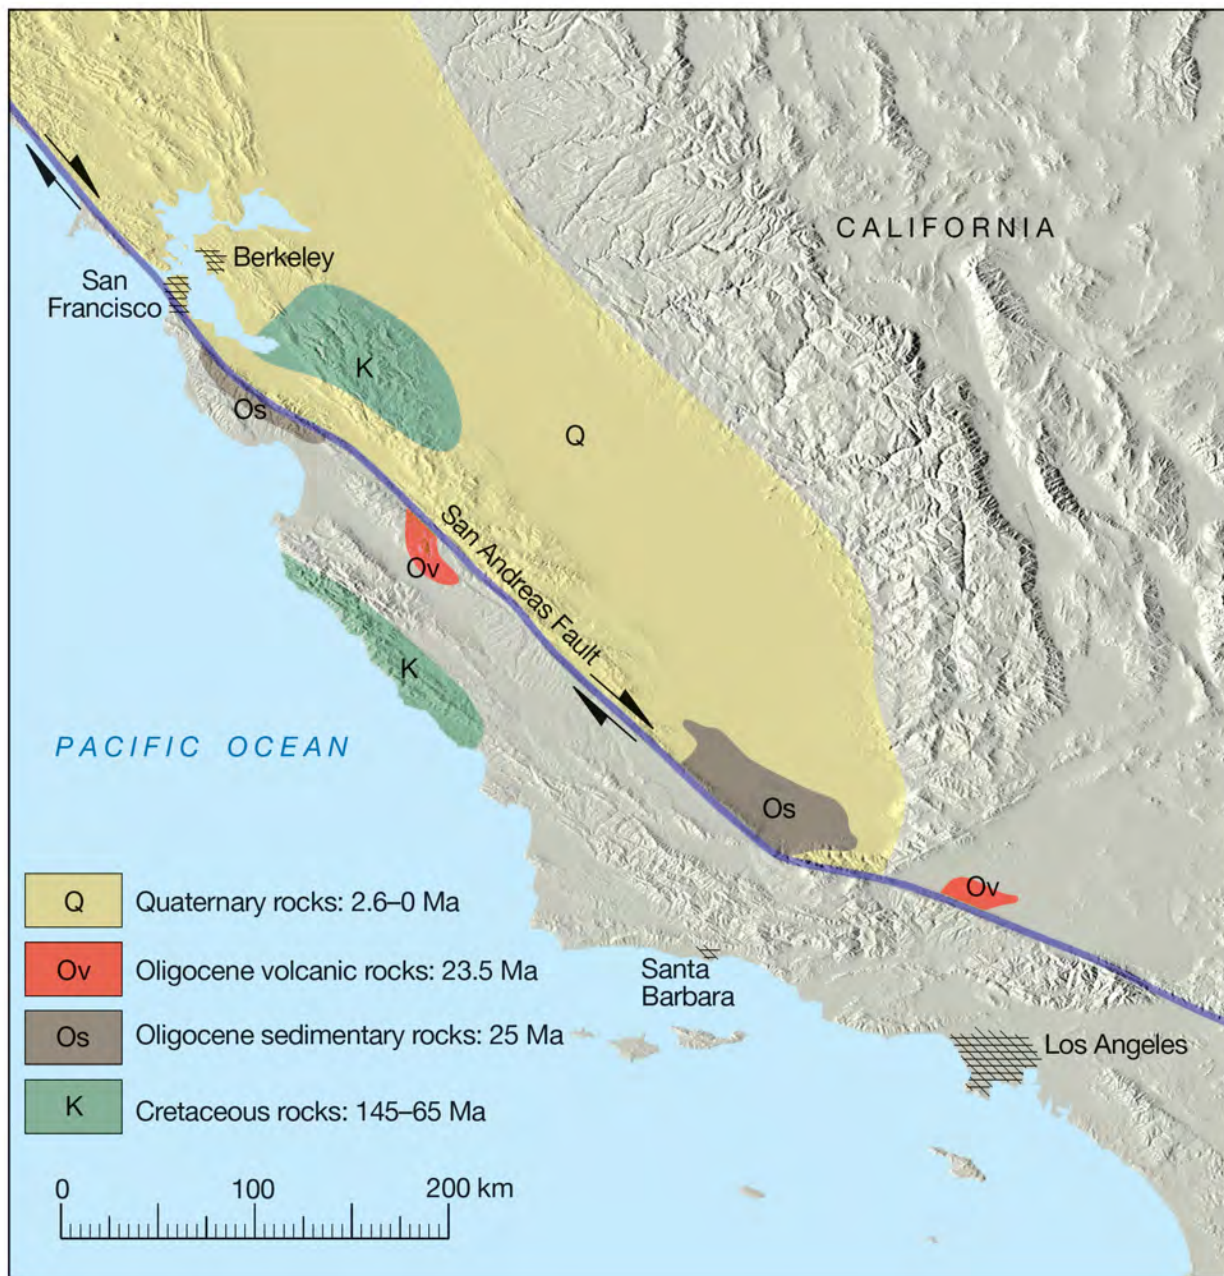 CALIFORNIA
Berkeley
San
Francisco
K
Os
Q
San Andreas Fault
Ov
K
PACIFIC OCEAN
Os
Ov
Santa
Barbara
Los Angeles
Q Quaternary rocks: 2.6–0 Ma
Ov Oligocene volcanic rocks: 23.5 Ma
Os Oligocene sedimentary rocks: 25 Ma
K Cretaceous rocks: 145–65 Ma
0 100 200 km